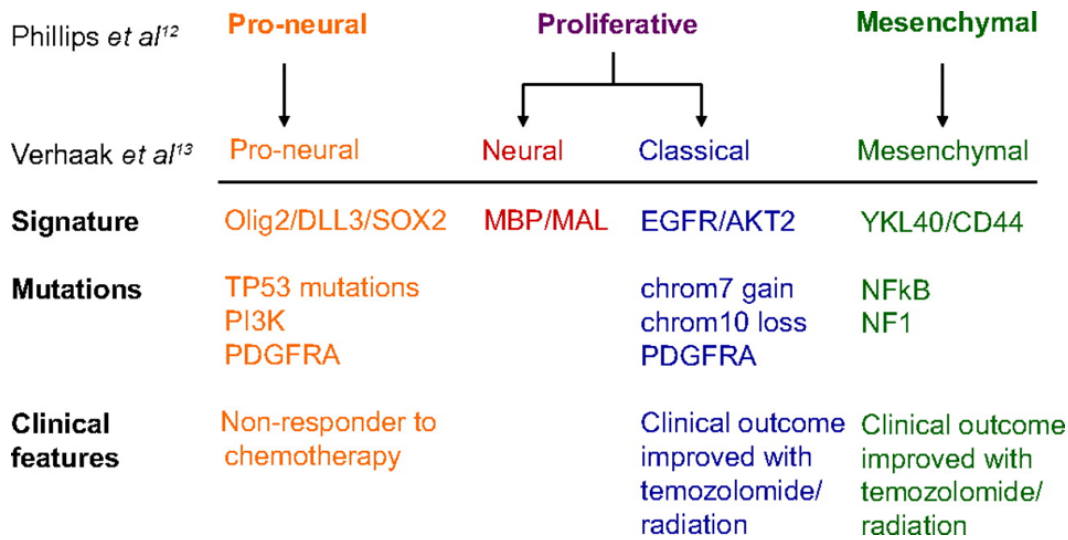 Phillips et al12 Pro-neural Proliferative Mesenchymal
Verhaak et al13 Pro-neural Neural Classical Mesenchymal
Signature Olig2/DLL3/SOX2 MBP/MAL EGFR/AKT2 YKL40/CD44
Mutations TP53 mutations chrom7 gain NFkB
PI3K chrom10 loss NF1
PDGFRA PDGFRA
Clinical Non-responder to Clinical outcome Clinical outcome
features chemotherapy improved with improved with
temozolomide/ temozolomide/
radiation radiation